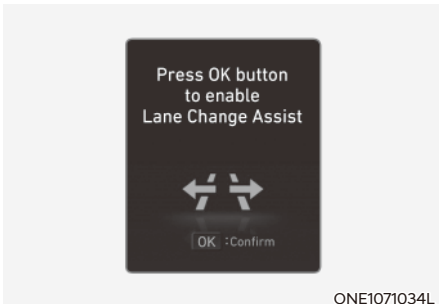 Press OK button
to enable
Lane Change Assist
OK :Confirm
ONE1071034L